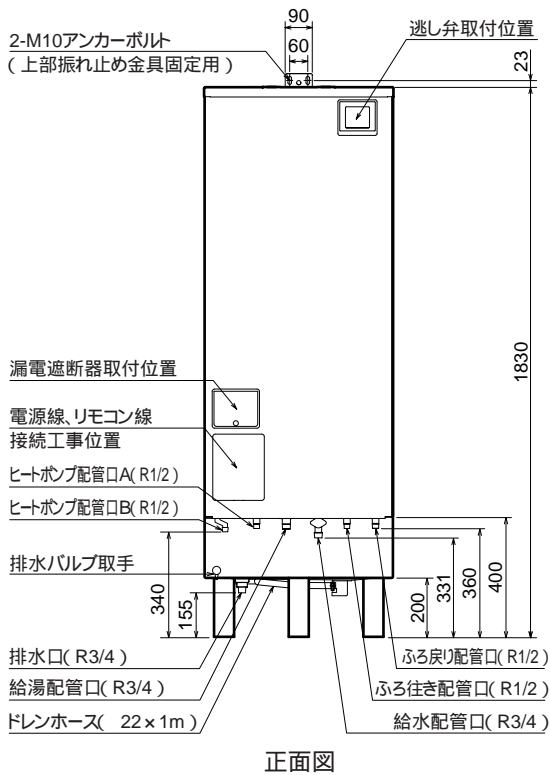 90
60
2-M10アンカーボルト
(上部振れ止め金具固定用)
逃し弁取付位置
23
1830
漏電遮断器取付位置
電源線、リモコン線
接続工事位置
ヒートポンプ配管口A(R1/2)
ヒートポンプ配管口B(R1/2)
排水バルブ取手
340
155
200
331
360
400
排水口(R3/4)
給湯配管口(R3/4)
ドレンホース( 22×1m)
ふろ戻り配管口(R1/2)
ふろ往き配管口(R1/2)
給水配管口(R3/4)
正面図